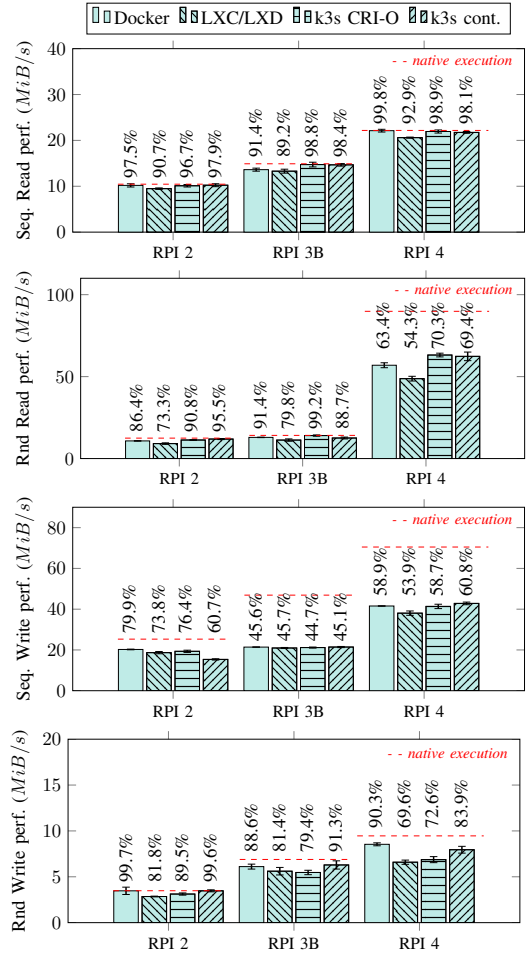 Docker LXC/LXD k3s CRI-O k3s cont.
Seq. Read perf. (MiB/s)
40
30
20
10
0
- - native execution
97.5% 90.7% 96.7% 97.9%
91.4% 89.2% 98.8% 98.4%
99.8% 92.9% 98.9% 98.1%
RPI 2 RPI 3B RPI 4
Rnd Read perf. (MiB/s)
100
50
0
- - native execution
86.4% 73.3% 90.8% 95.5%
91.4% 79.8% 99.2% 88.7%
63.4% 54.3% 70.3% 69.4%
RPI 2 RPI 3B RPI 4
Seq. Write perf. (MiB/s)
80
60
40
20
0
- - native execution
79.9% 73.8% 76.4% 60.7%
45.6% 45.7% 44.7% 45.1%
58.9% 53.9% 58.7% 60.8%
RPI 2 RPI 3B RPI 4
Rnd Write perf. (MiB/s)
20
15
10
5
0
- - native execution
99.7% 81.8% 89.5% 99.6%
88.6% 81.4% 79.4% 91.3%
90.3% 69.6% 72.6% 83.9%
RPI 2 RPI 3B RPI 4